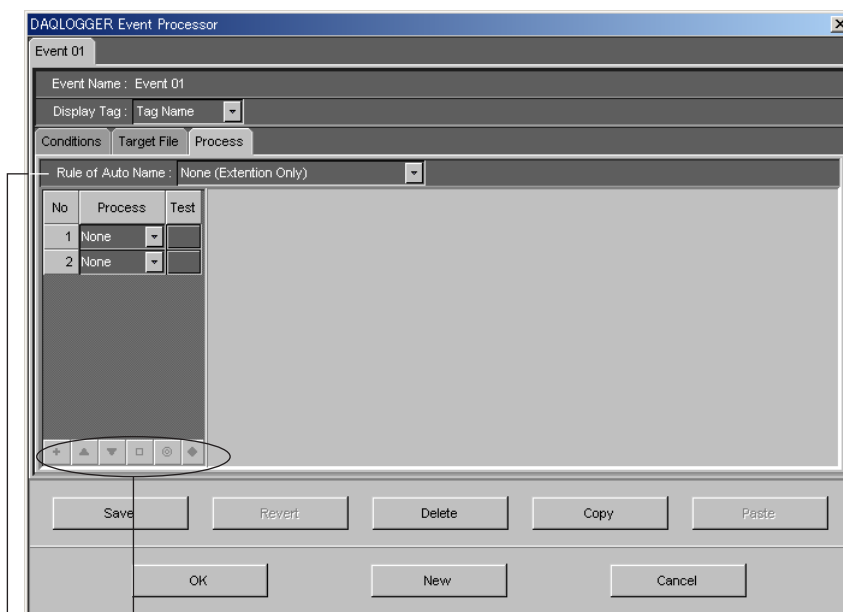 DAQLOGGER Event Processor
Event 01
Event Name : Event 01
Display Tag : Tag Name
Conditions Target File Process
Rule of Auto Name : None (Extention Only)
No Process Test
1 None
2 None
Save Revert Delete Copy Paste
OK New Cancel